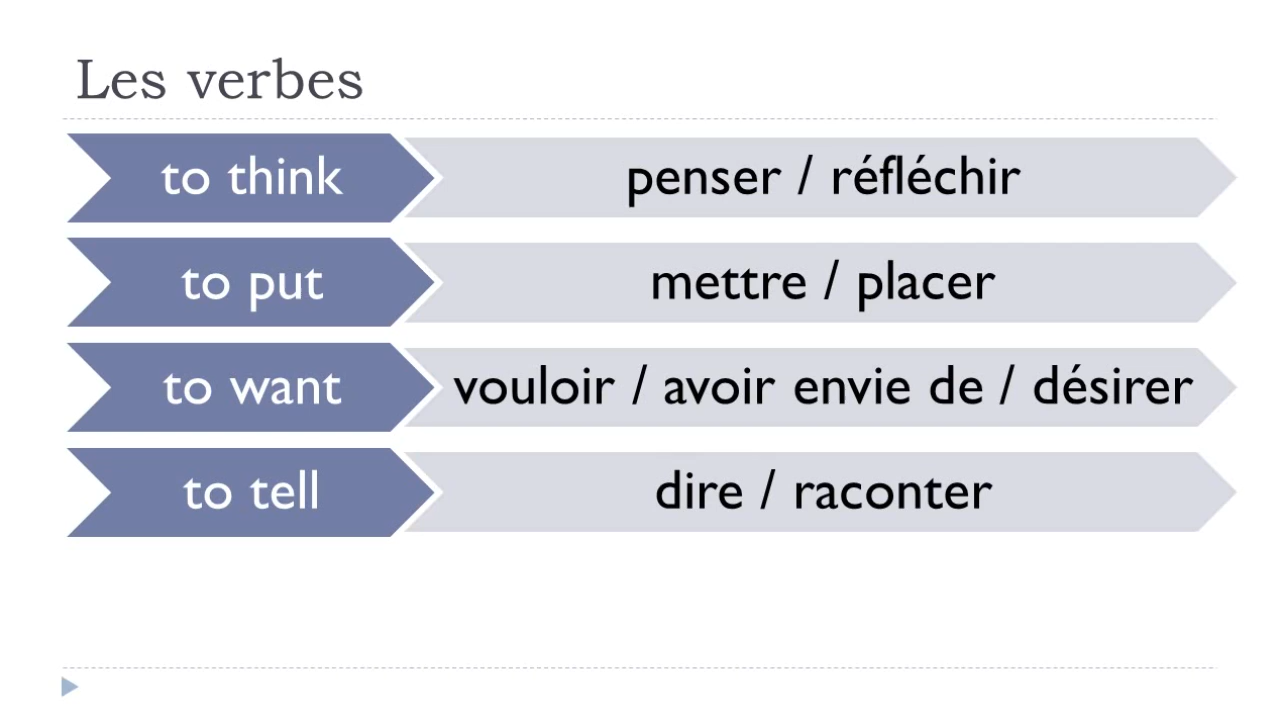 Les verbes
to think penser / réfléchir
to put mettre / placer
to want vouloir / avoir envie de / désirer
to tell dire / raconter